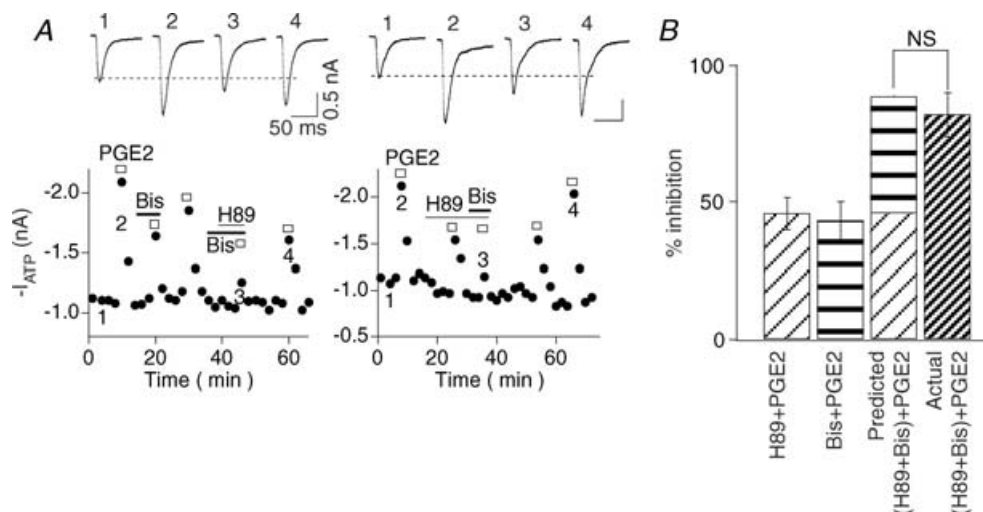 A
1 2 3 4
0.5 nA
50 ms
1 2 3 4
PGE2
Bis
H89
Bis
2
3
4
1
-I_ATP (nA)
-2.0
-1.5
-1.0
0 20 40 60
Time ( min )
PGE2
Bis
H89
2
3
4
1
-2.0
-1.5
-1.0
-0.5
0 20 40 60
Time ( min )
B
NS
% inhibition
100
50
0
H89+PGE2
Bis+PGE2
Predicted
(H89+Bis)+PGE2
Actual
(H89+Bis)+PGE2